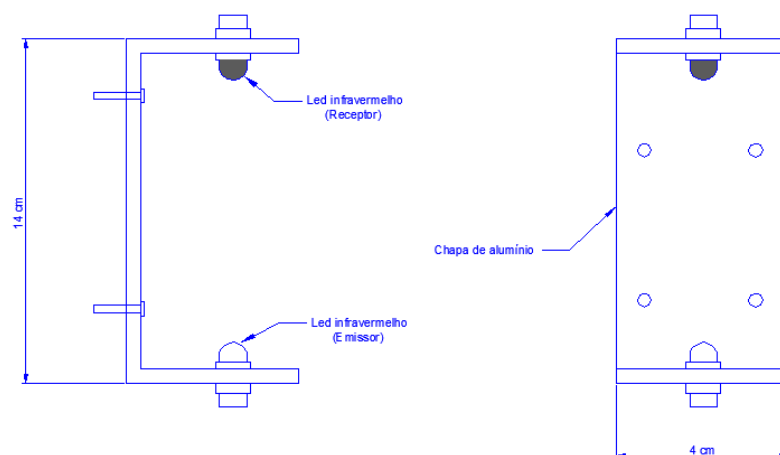 Led infravermelho
(Receptor)
14 cm
Chapa de alumínio
Led infravermelho
(Emissor)
4 cm